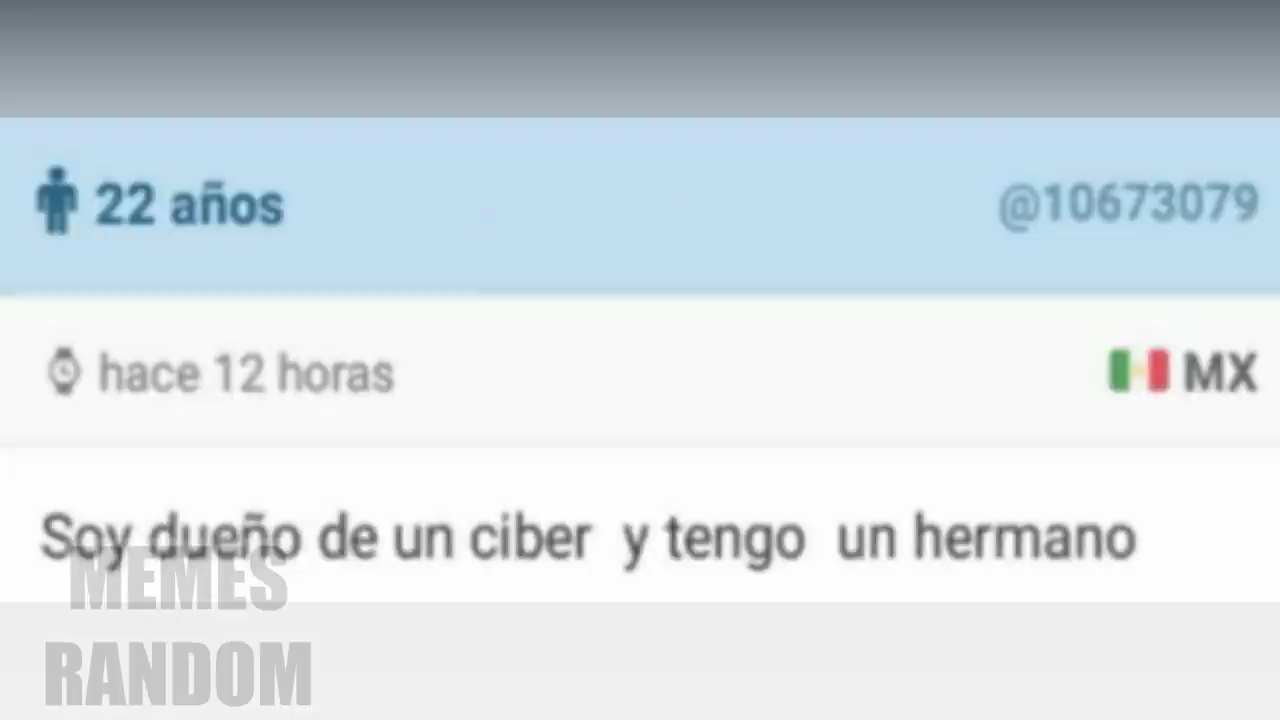 22 años
@10673079
hace 12 horas
MX
Soy dueño de un ciber y tengo un hermano
MEMES
RANDOM